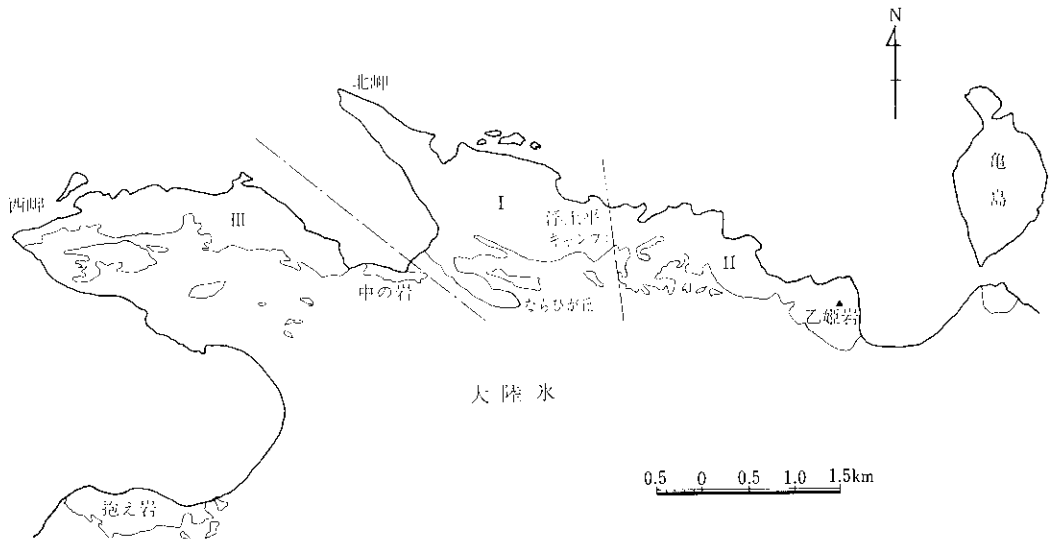 N
北岬
西岬
亀島
I
III
浮士平
キャンプ
II
中の岩
ならびが丘
乙姫岩
大陸氷
0.5 0 0.5 1.0 1.5km
抱え岩